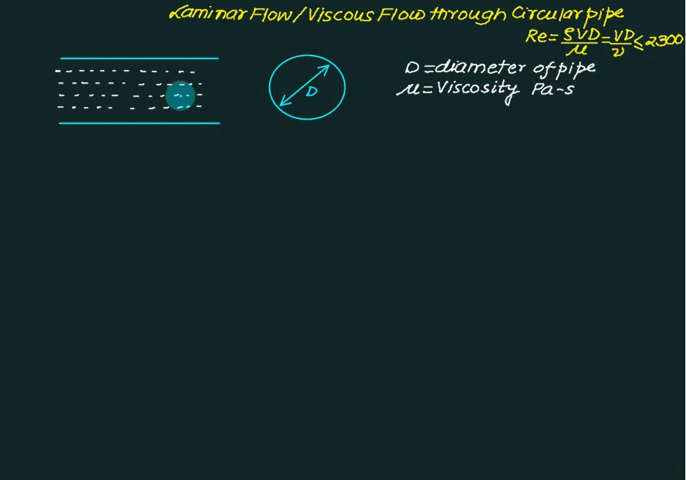 Laminar Flow/Viscous Flow through Circular pipe
Re = ρVD/μ = VD/ν ≤ 2300
D = diameter of pipe
μ = Viscosity Pa-s
D